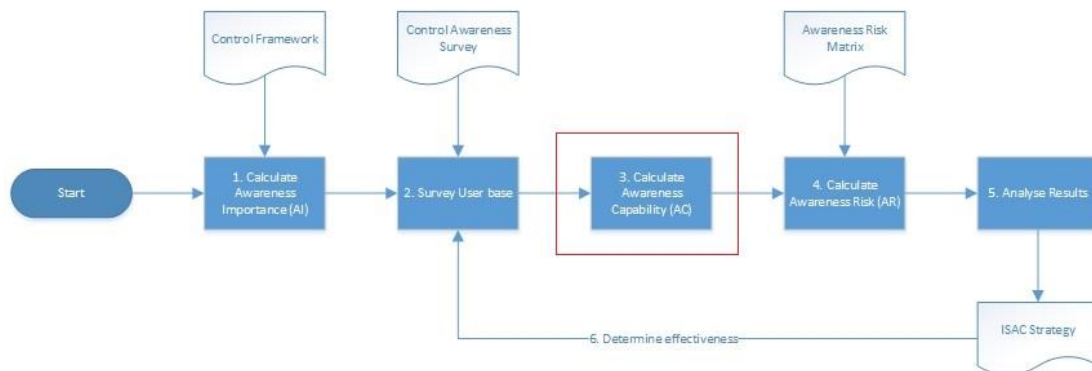 Control Framework
Control Awareness
Survey
Awareness Risk
Matrix
Start
1. Calculate
Awareness
Importance (AI)
2. Survey User base
3. Calculate
Awareness
Capability (AC)
4. Calculate
Awareness Risk (AR)
5. Analyse Results
6. Determine effectiveness
ISAC Strategy